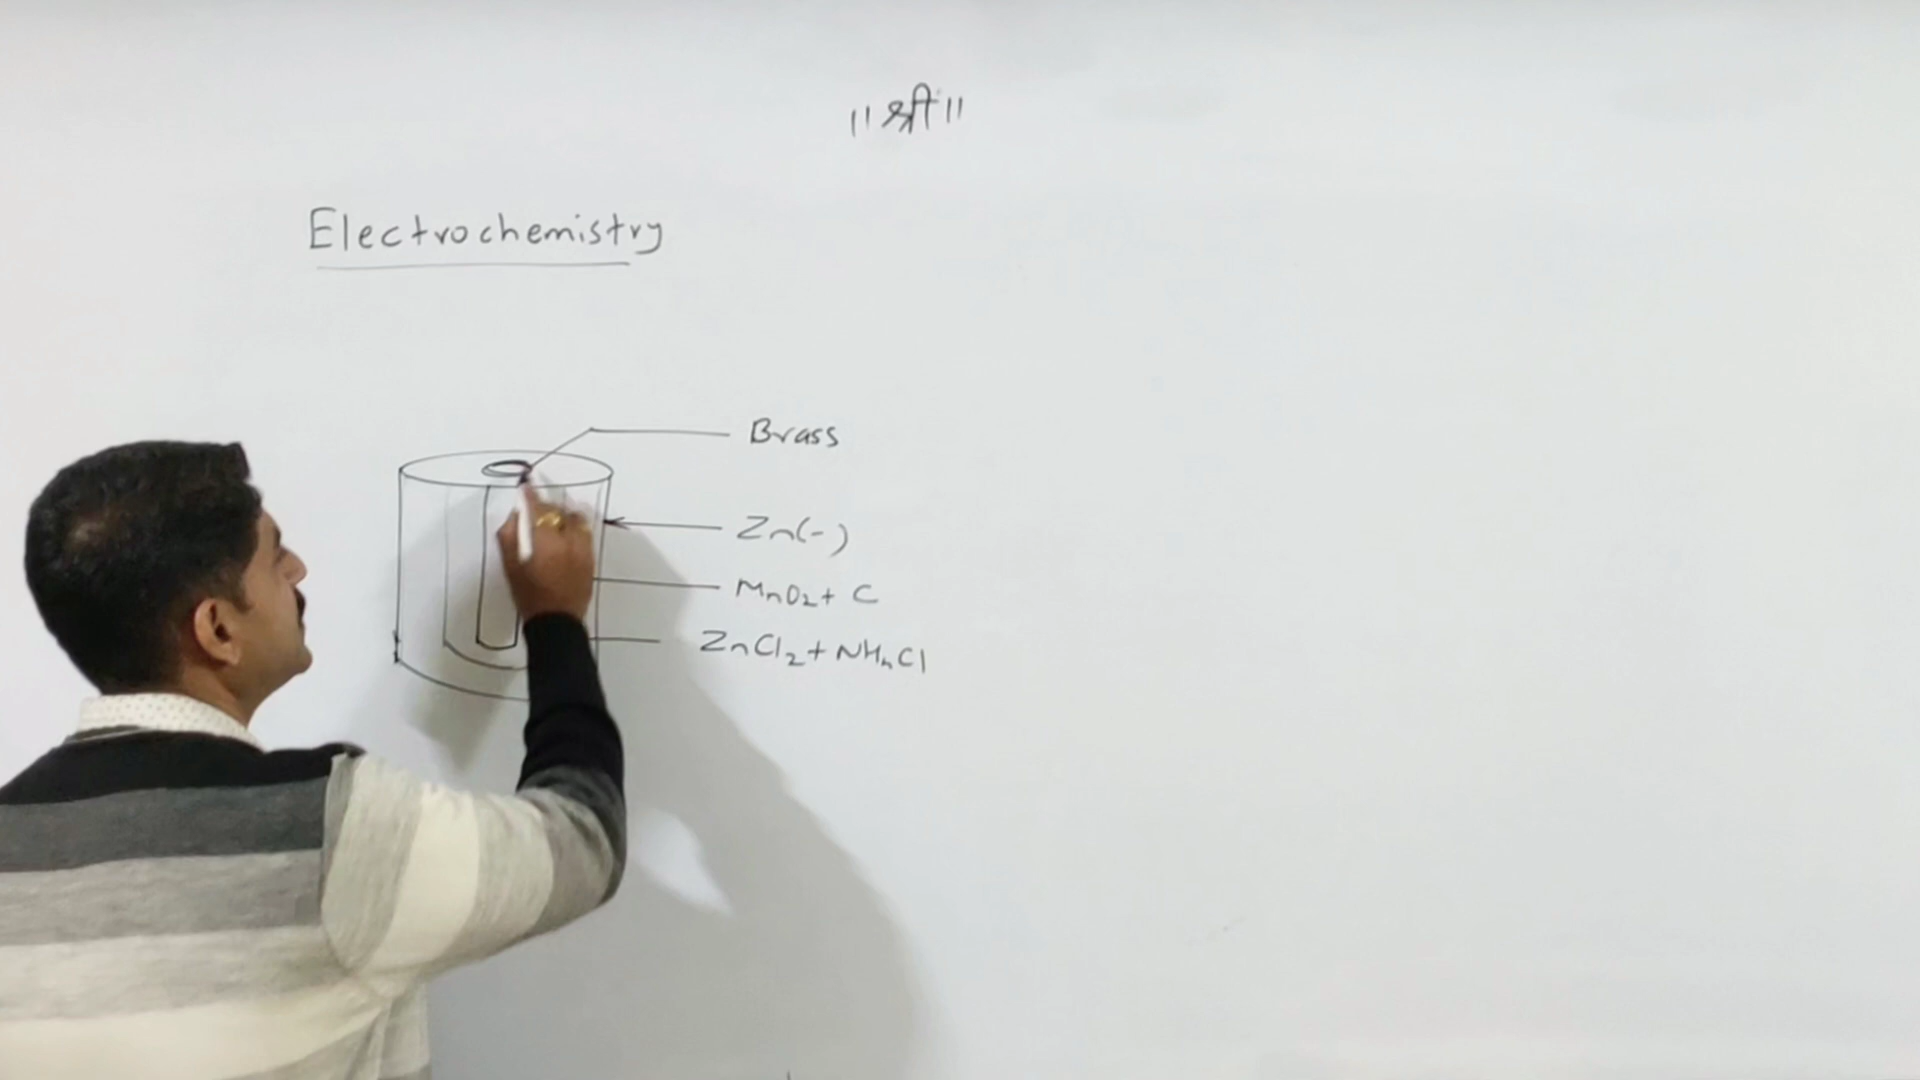 ॥ श्री ॥
Electrochemistry
Brass
Zn(-)
MnO₂+ C
ZnCl₂+ NH₄Cl